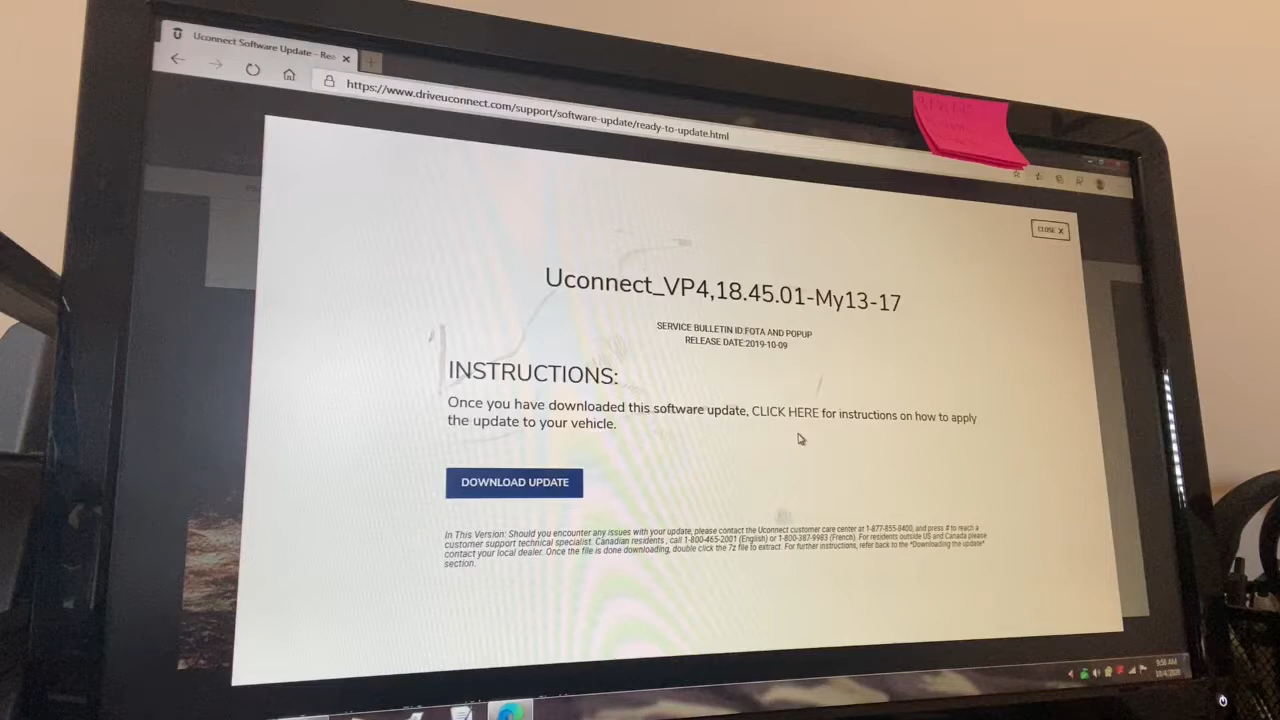 Uconnect Software Update - Rea
https://www.driveuconnect.com/support/software-update/ready-to-update.html
CLOSE X
Uconnect_VP4,18.45.01-My13-17
SERVICE BULLETIN ID:FOTA AND POPUP
RELEASE DATE:2019-10-09
INSTRUCTIONS:
Once you have downloaded this software update, CLICK HERE for instructions on how to apply
the update to your vehicle.
DOWNLOAD UPDATE
In This Version: Should you encounter any issues with your update, please contact the Uconnect customer care center at 1-877-855-8400, and press # to reach a
customer support technical specialist. Canadian residents , call 1-800-465-2001 (English) or 1-800-387-9983 (French). For residents outside US and Canada please
contact your local dealer. Once the file is done downloading, double click the 7z file to extract. For further instructions, refer back to the "Downloading the update"
section.
9:58 AM